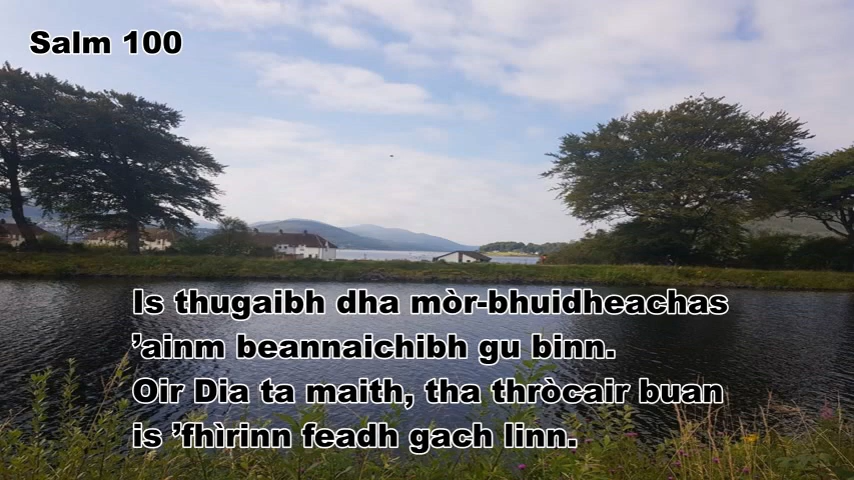 Salm 100
Is thugaibh dha mòr-bhuidheachas
’ainm beannaichibh gu binn.
Oir Dia ta maith, tha thròcair buan
is ’fhìrinn feadh gach linn.